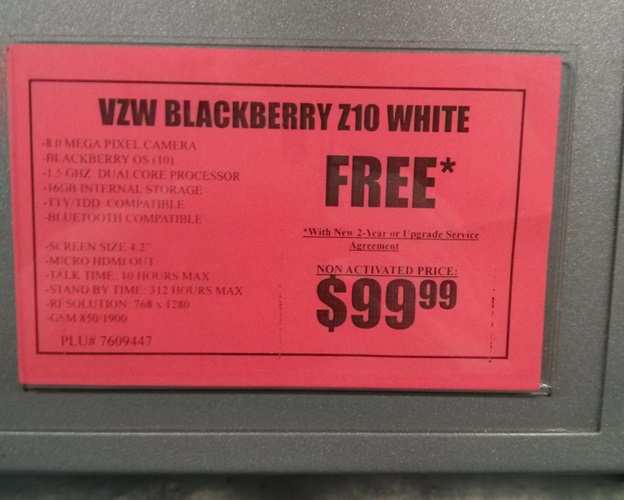 VZW BLACKBERRY Z10 WHITE
-8.0 MEGA PIXEL CAMERA
-BLACKBERRY OS (10)
-1.5 GHZ DUALCORE PROCESSOR
-16GB INTERNAL STORAGE
-TTY/TDD COMPATIBLE
-BLUETOOTH COMPATIBLE
-SCREEN SIZE 4.2"
-MICRO HDMI OUT
-TALK TIME: 10 HOURS MAX
-STAND BY TIME: 312 HOURS MAX
-RESOLUTION: 768 x 1280
-GSM 850/1900
PLU# 7609447
FREE*
*With New 2-Year or Upgrade Service
Agreement
NON ACTIVATED PRICE:
$99.99